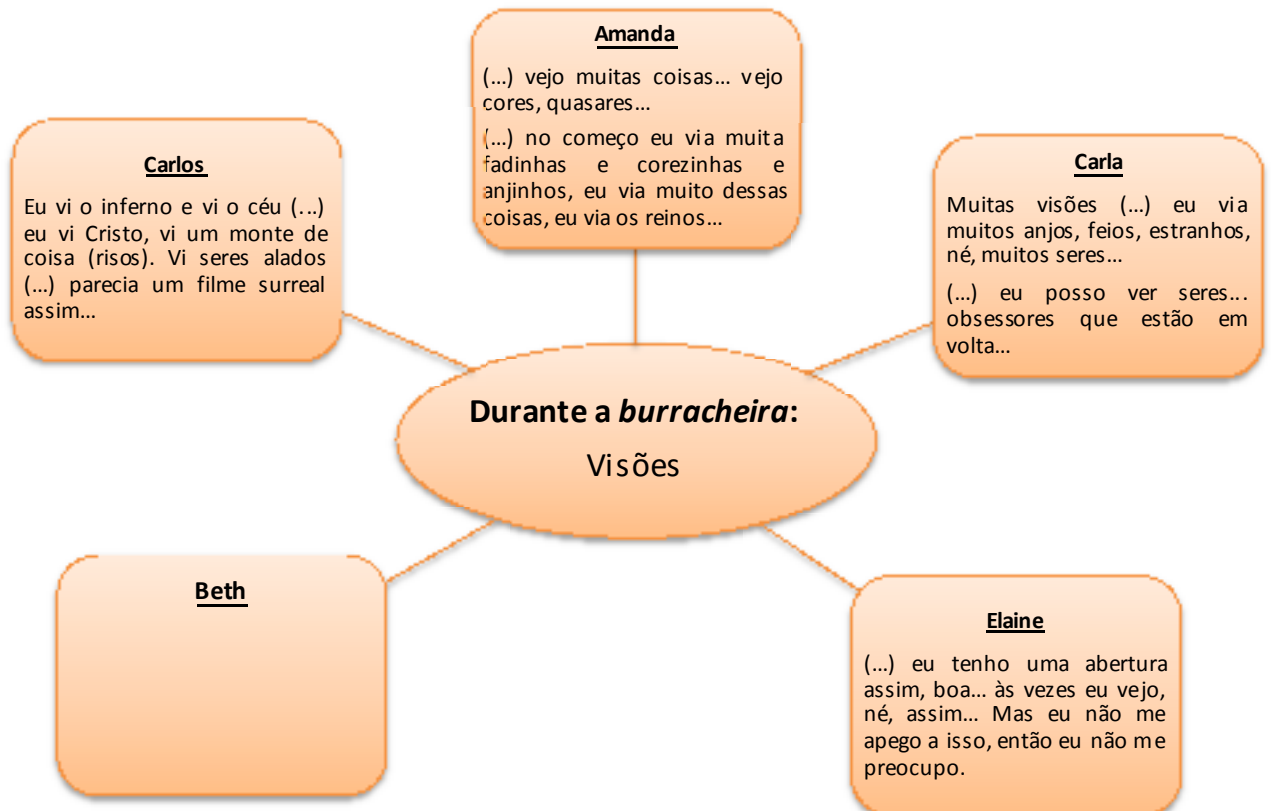 Amanda
(...) vejo muitas coisas... vejo
cores, quasares...
(...) no começo eu via muita
fadinhas e corezinhas e
anjinhos, eu via muito dessas
coisas, eu via os reinos...
Carlos
Eu vi o inferno e vi o céu (...)
eu vi Cristo, vi um monte de
coisa (risos). Vi seres alados
(...) parecia um filme surreal
assim...
Carla
Muitas visões (...) eu via
muitos anjos, feios, estranhos,
né, muitos seres...
(...) eu posso ver seres...
obsessores que estão em
volta...
Durante a burracheira:
Visões
Beth
Elaine
(...) eu tenho uma abertura
assim, boa... às vezes eu vejo,
né, assim... Mas eu não me
apego a isso, então eu não me
preocupo.